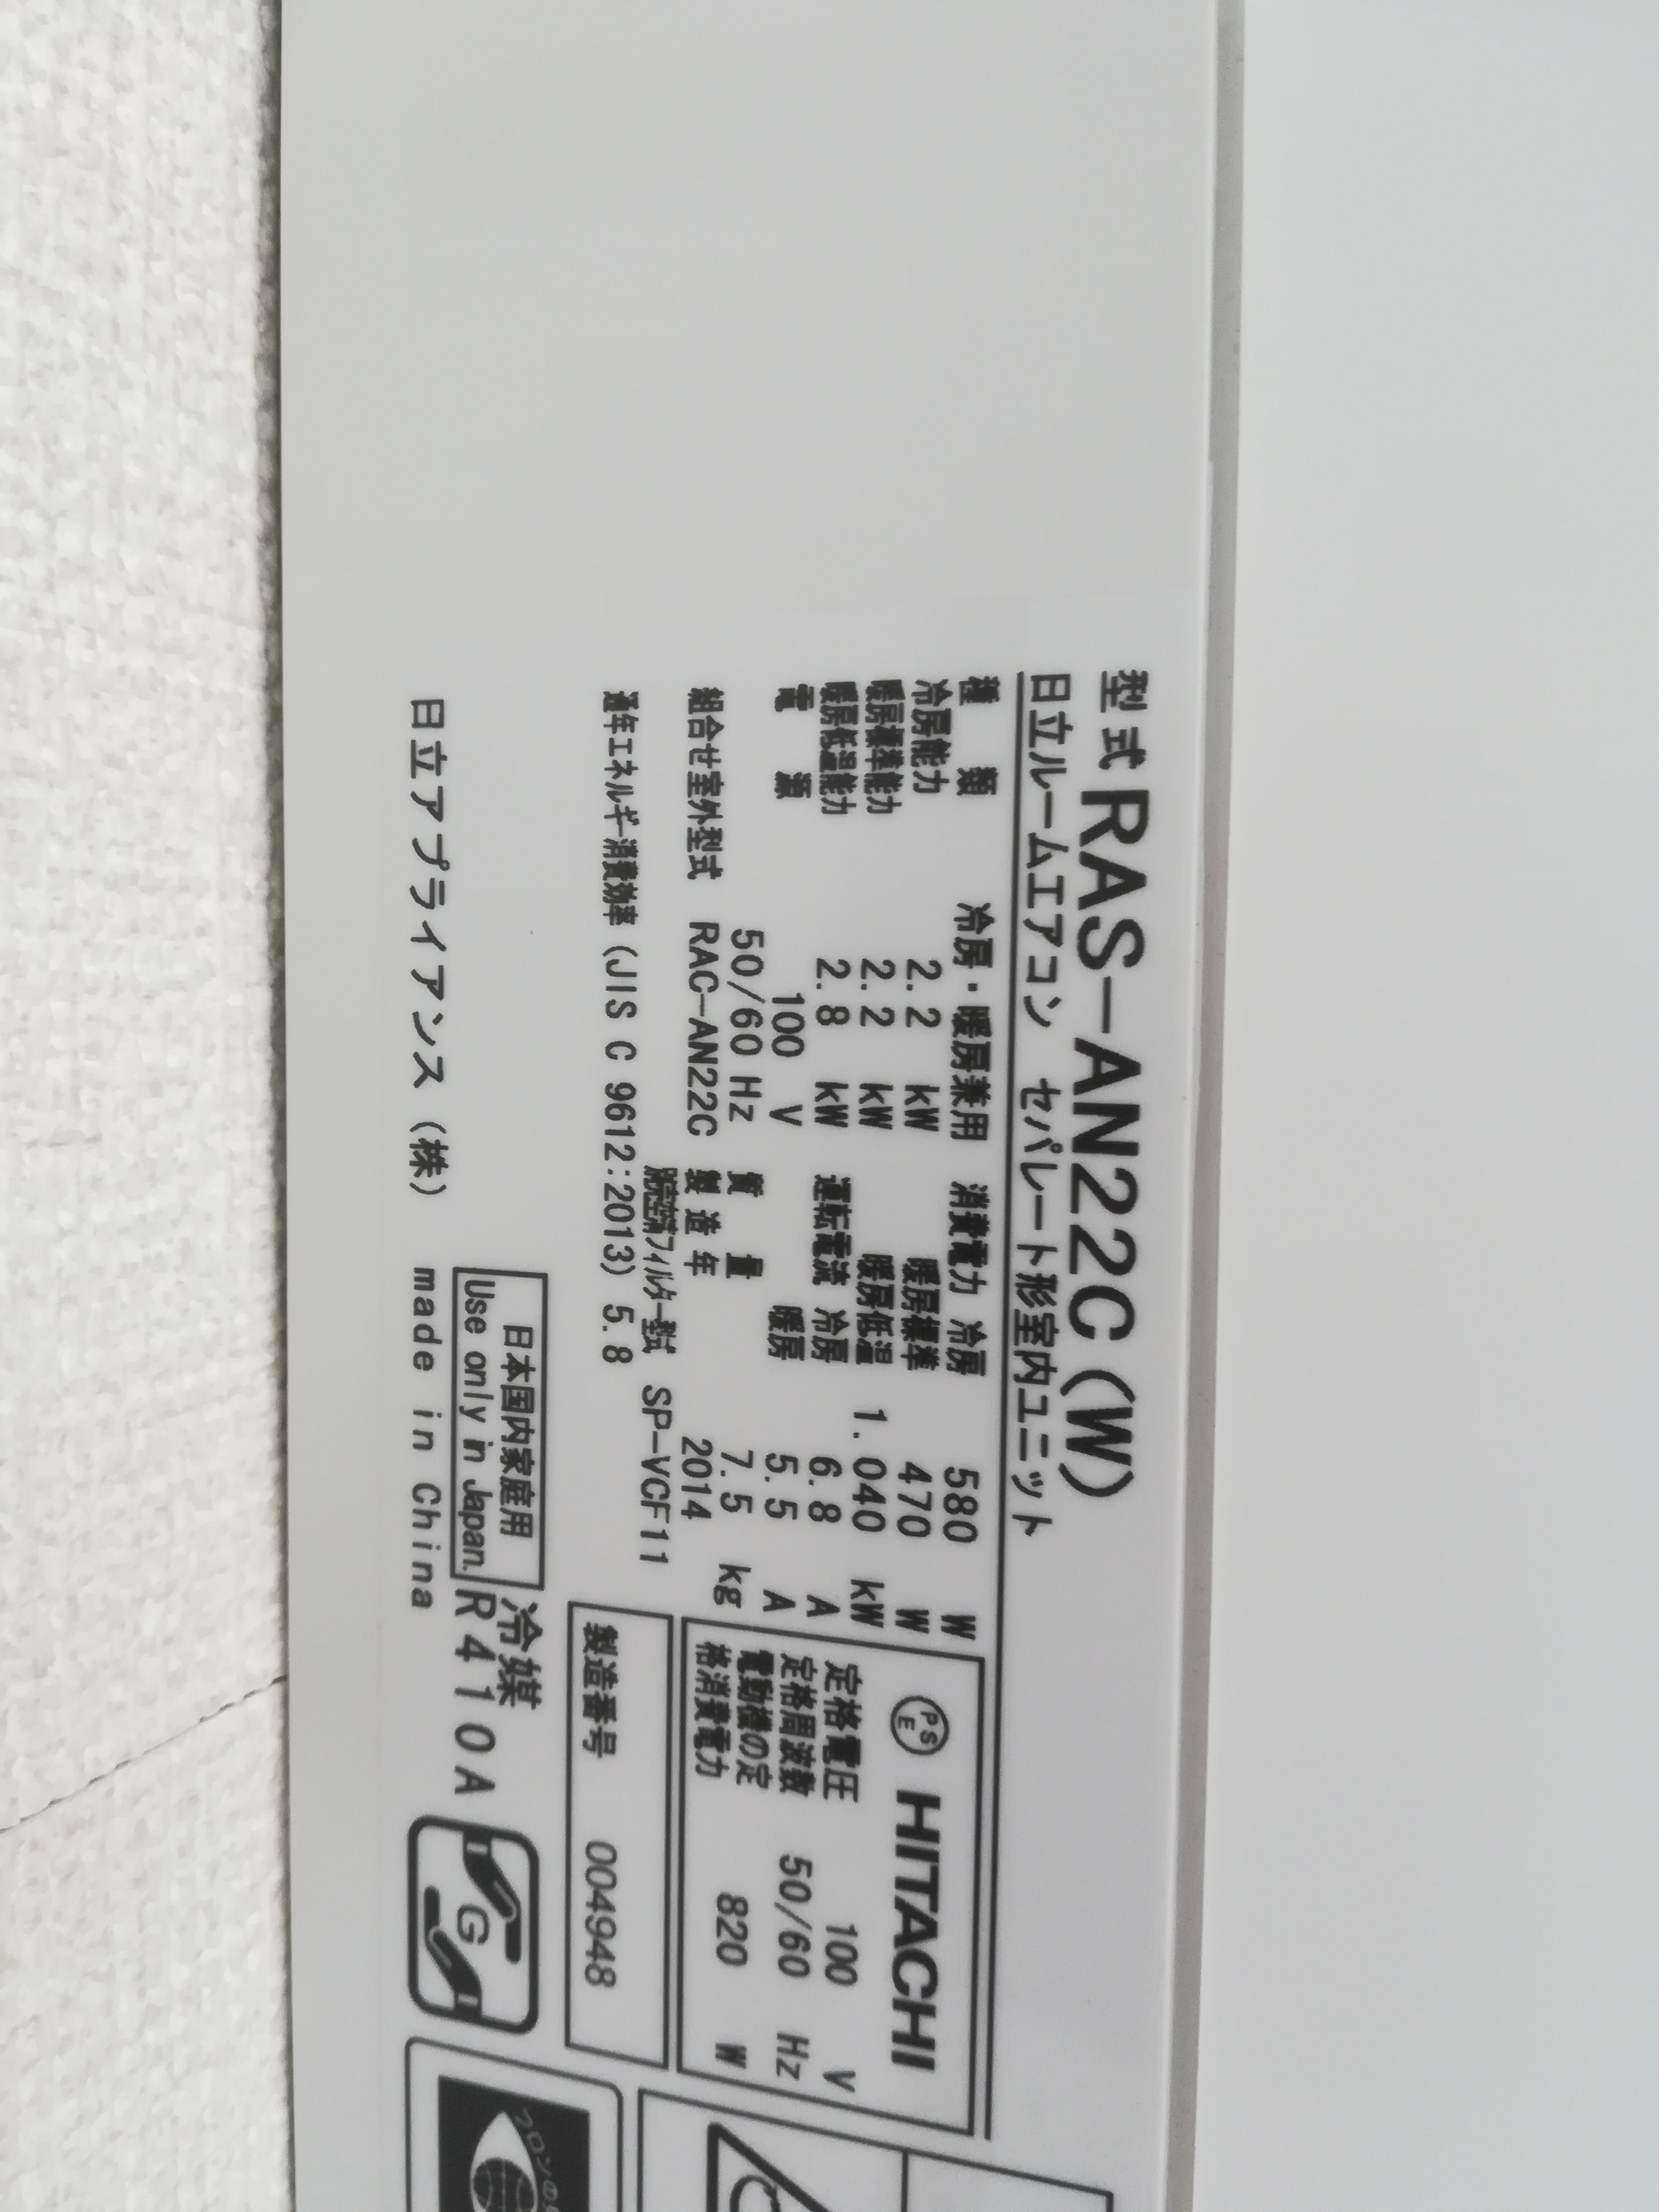 型式 RAS-AN22C(W)
日立ルームエアコン セパレート形室内ユニット
種類 冷房・暖房兼用
冷房能力 2.2 kW
暖房標準能力 2.2 kW
暖房低温能力 2.8 kW
電源 100 V
50/60 Hz
組合せ室外型式 RAC-AN22C
消費電力 冷房 580 W
暖房標準 470 W
暖房低温 1.040 kW
運転電流 冷房 6.8 A
暖房 5.5 A
質量 7.5 kg
製造年 2014
別売空清フィルター型式 SP-VCF11
通年エネルギー消費効率 (JIS C 9612:2013) 5.8
PSE HITACHI
定格電圧 100 V
定格周波数 50/60 Hz
電動機の定
格消費電力 820 W
製造番号 004948
日本国内家庭用
Use only in Japan.
冷媒
R410A
G
日立アプライアンス(株) made in China
フロンの